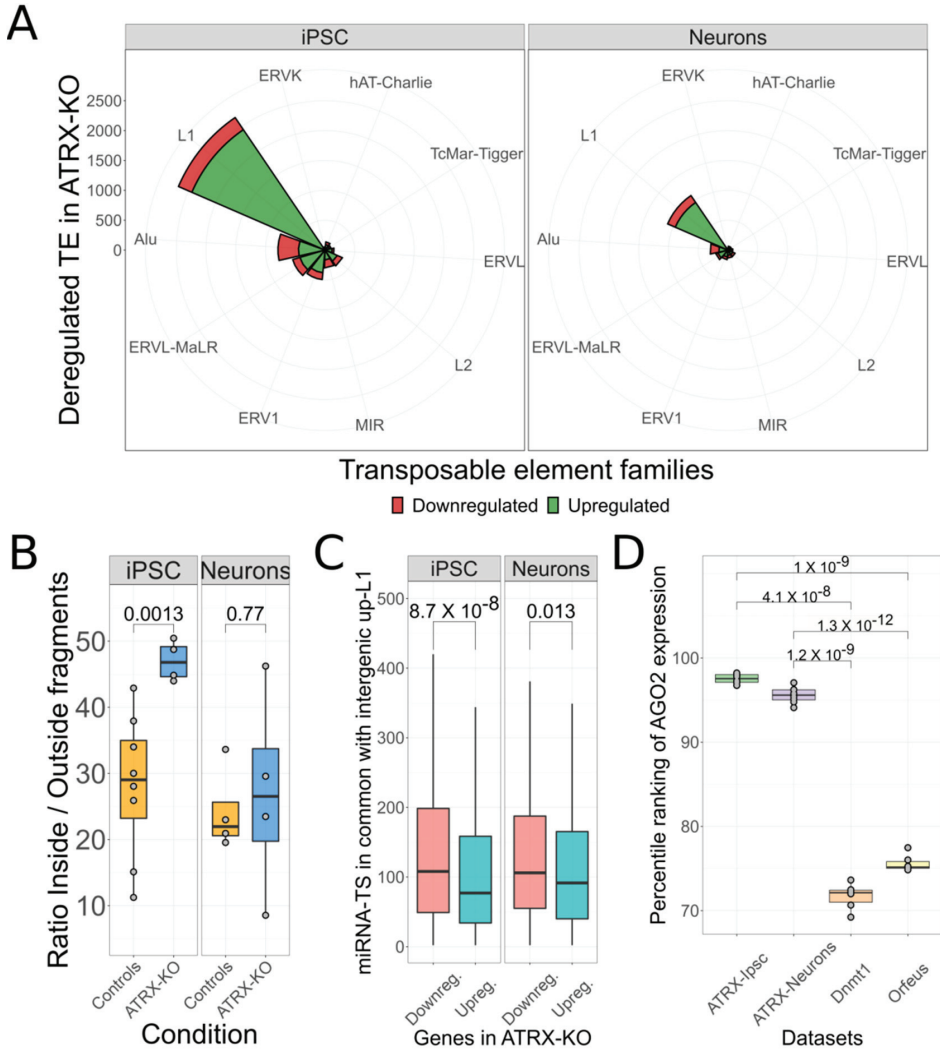 A
iPSC
Neurons
Deregulated TE in ATRX-KO
2500
2000
1500
1000
500
0
ERVK
hAT-Charlie
L1
TcMar-Tigger
Alu
ERVL
ERVL-MaLR
L2
ERV1
MIR
ERVK
hAT-Charlie
L1
TcMar-Tigger
Alu
ERVL
ERVL-MaLR
L2
ERV1
MIR
Transposable element families
Downregulated Upregulated
B
iPSC
Neurons
Ratio Inside / Outside fragments
0.0013
0.77
50
40
30
20
10
Controls
ATRX-KO
Controls
ATRX-KO
Condition
C
iPSC
Neurons
miRNA-TS in common with intergenic up-L1
500
400
300
200
100
0
8.7 X 10-8
0.013
Downreg.
Upreg.
Downreg.
Upreg.
Genes in ATRX-KO
D
Percentile ranking of AGO2 expression
1 X 10-9
4.1 X 10-8
1.3 X 10-12
1.2 X 10-9
100
90
80
70
ATRX-Ipsc
ATRX-Neurons
Dnmt1
Orfeus
Datasets